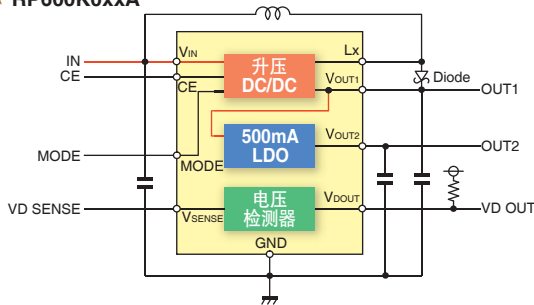 RP600K0xxA
VIN
Lx
IN
升压
DC/DC
CE
CE
VOUT1
Diode
OUT1
500mA
LDO
VOUT2
OUT2
MODE
MODE
电压
检测器
VD SENSE
VSENSE
VDOUT
VD OUT
GND